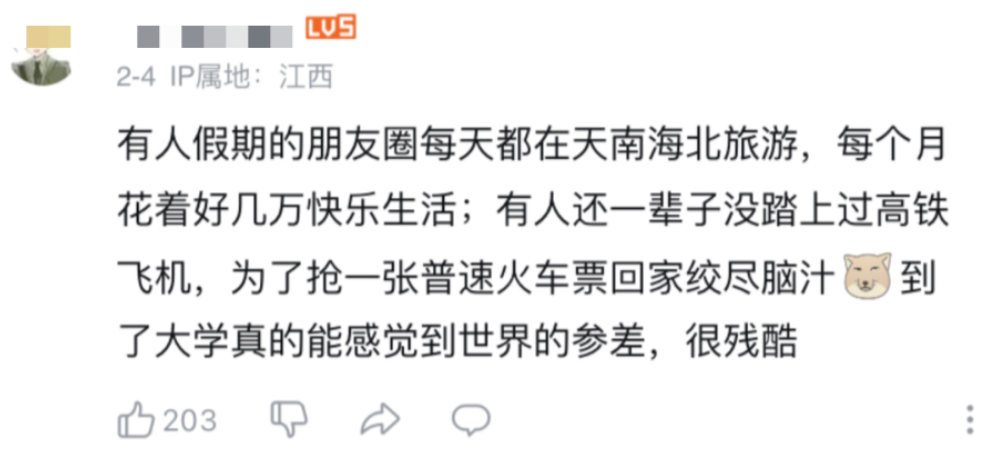 LV5
2-4 IP属地：江西
有人假期的朋友圈每天都在天南海北旅游，每个月
花着好几万快乐生活；有人还一辈子没踏上过高铁
飞机，为了抢一张普速火车票回家绞尽脑汁到
了大学真的能感觉到世界的参差，很残酷
203